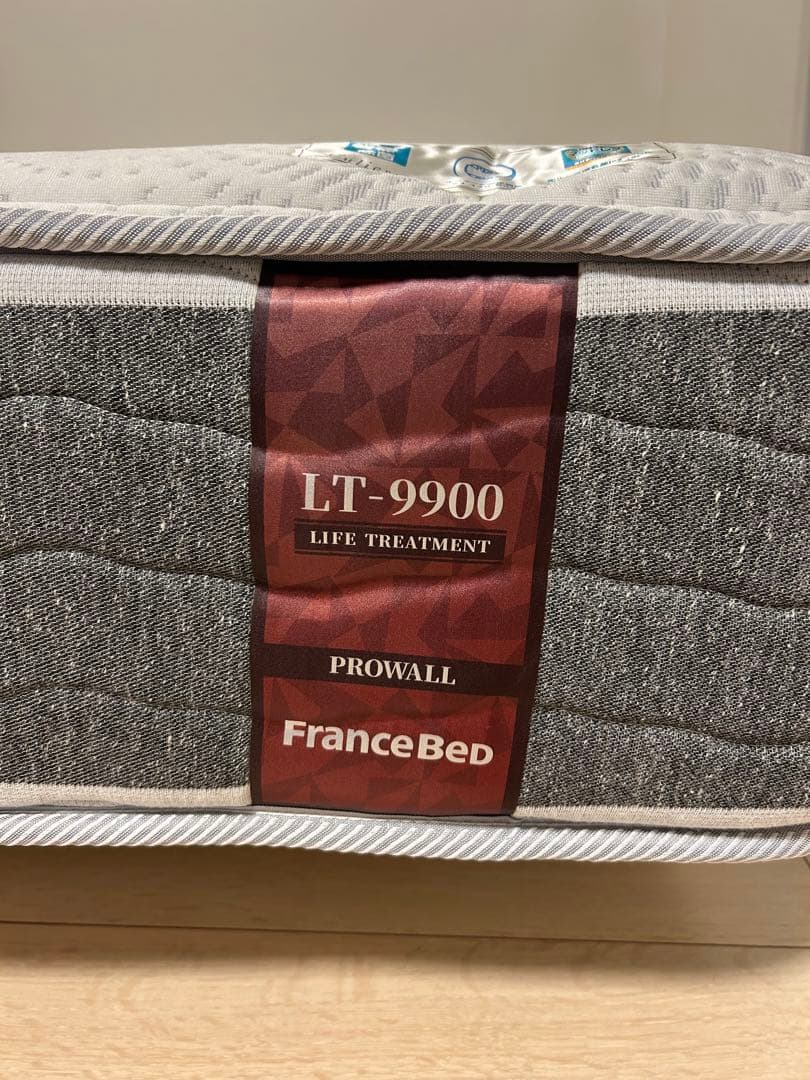 LT-9900
LIFE TREATMENT
PROWALL
FranceBeD